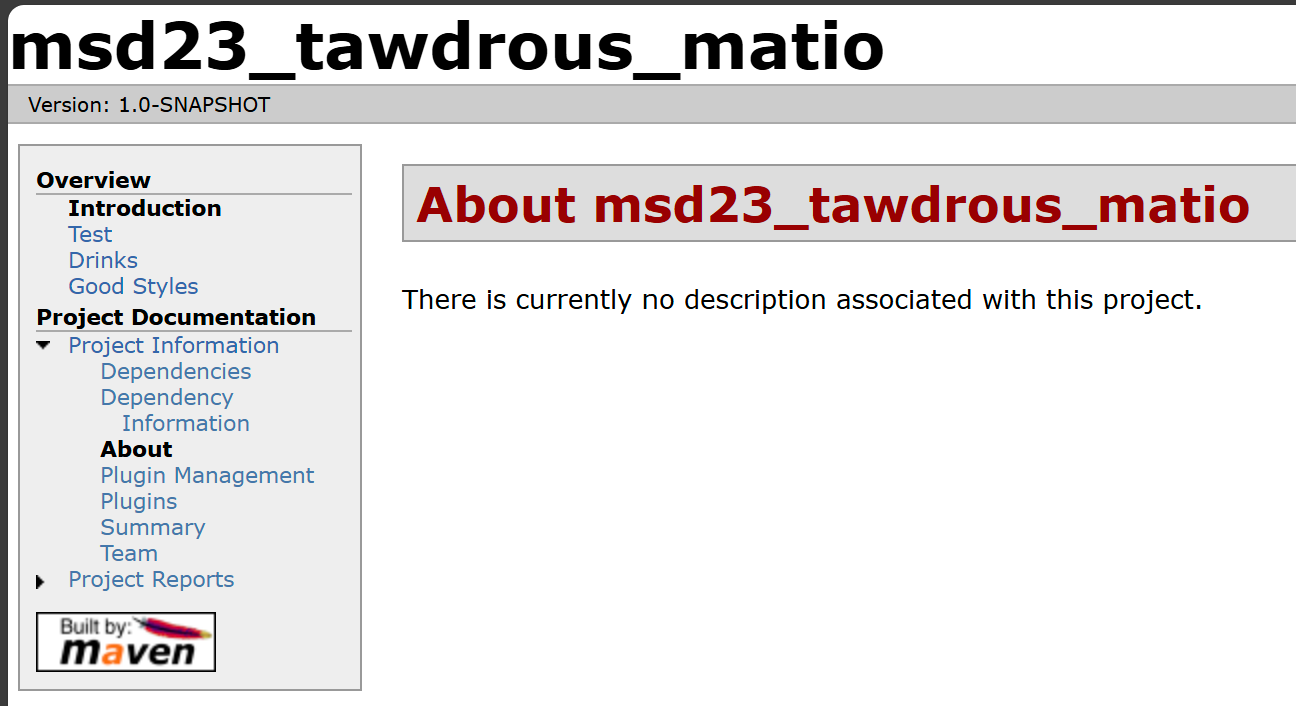 msd23_tawdrous_matio
Version: 1.0-SNAPSHOT
Overview
Introduction
Test
Drinks
Good Styles
Project Documentation
Project Information
Dependencies
Dependency
Information
About
Plugin Management
Plugins
Summary
Team
Project Reports
Built by:
maven
About msd23_tawdrous_matio
There is currently no description associated with this project.